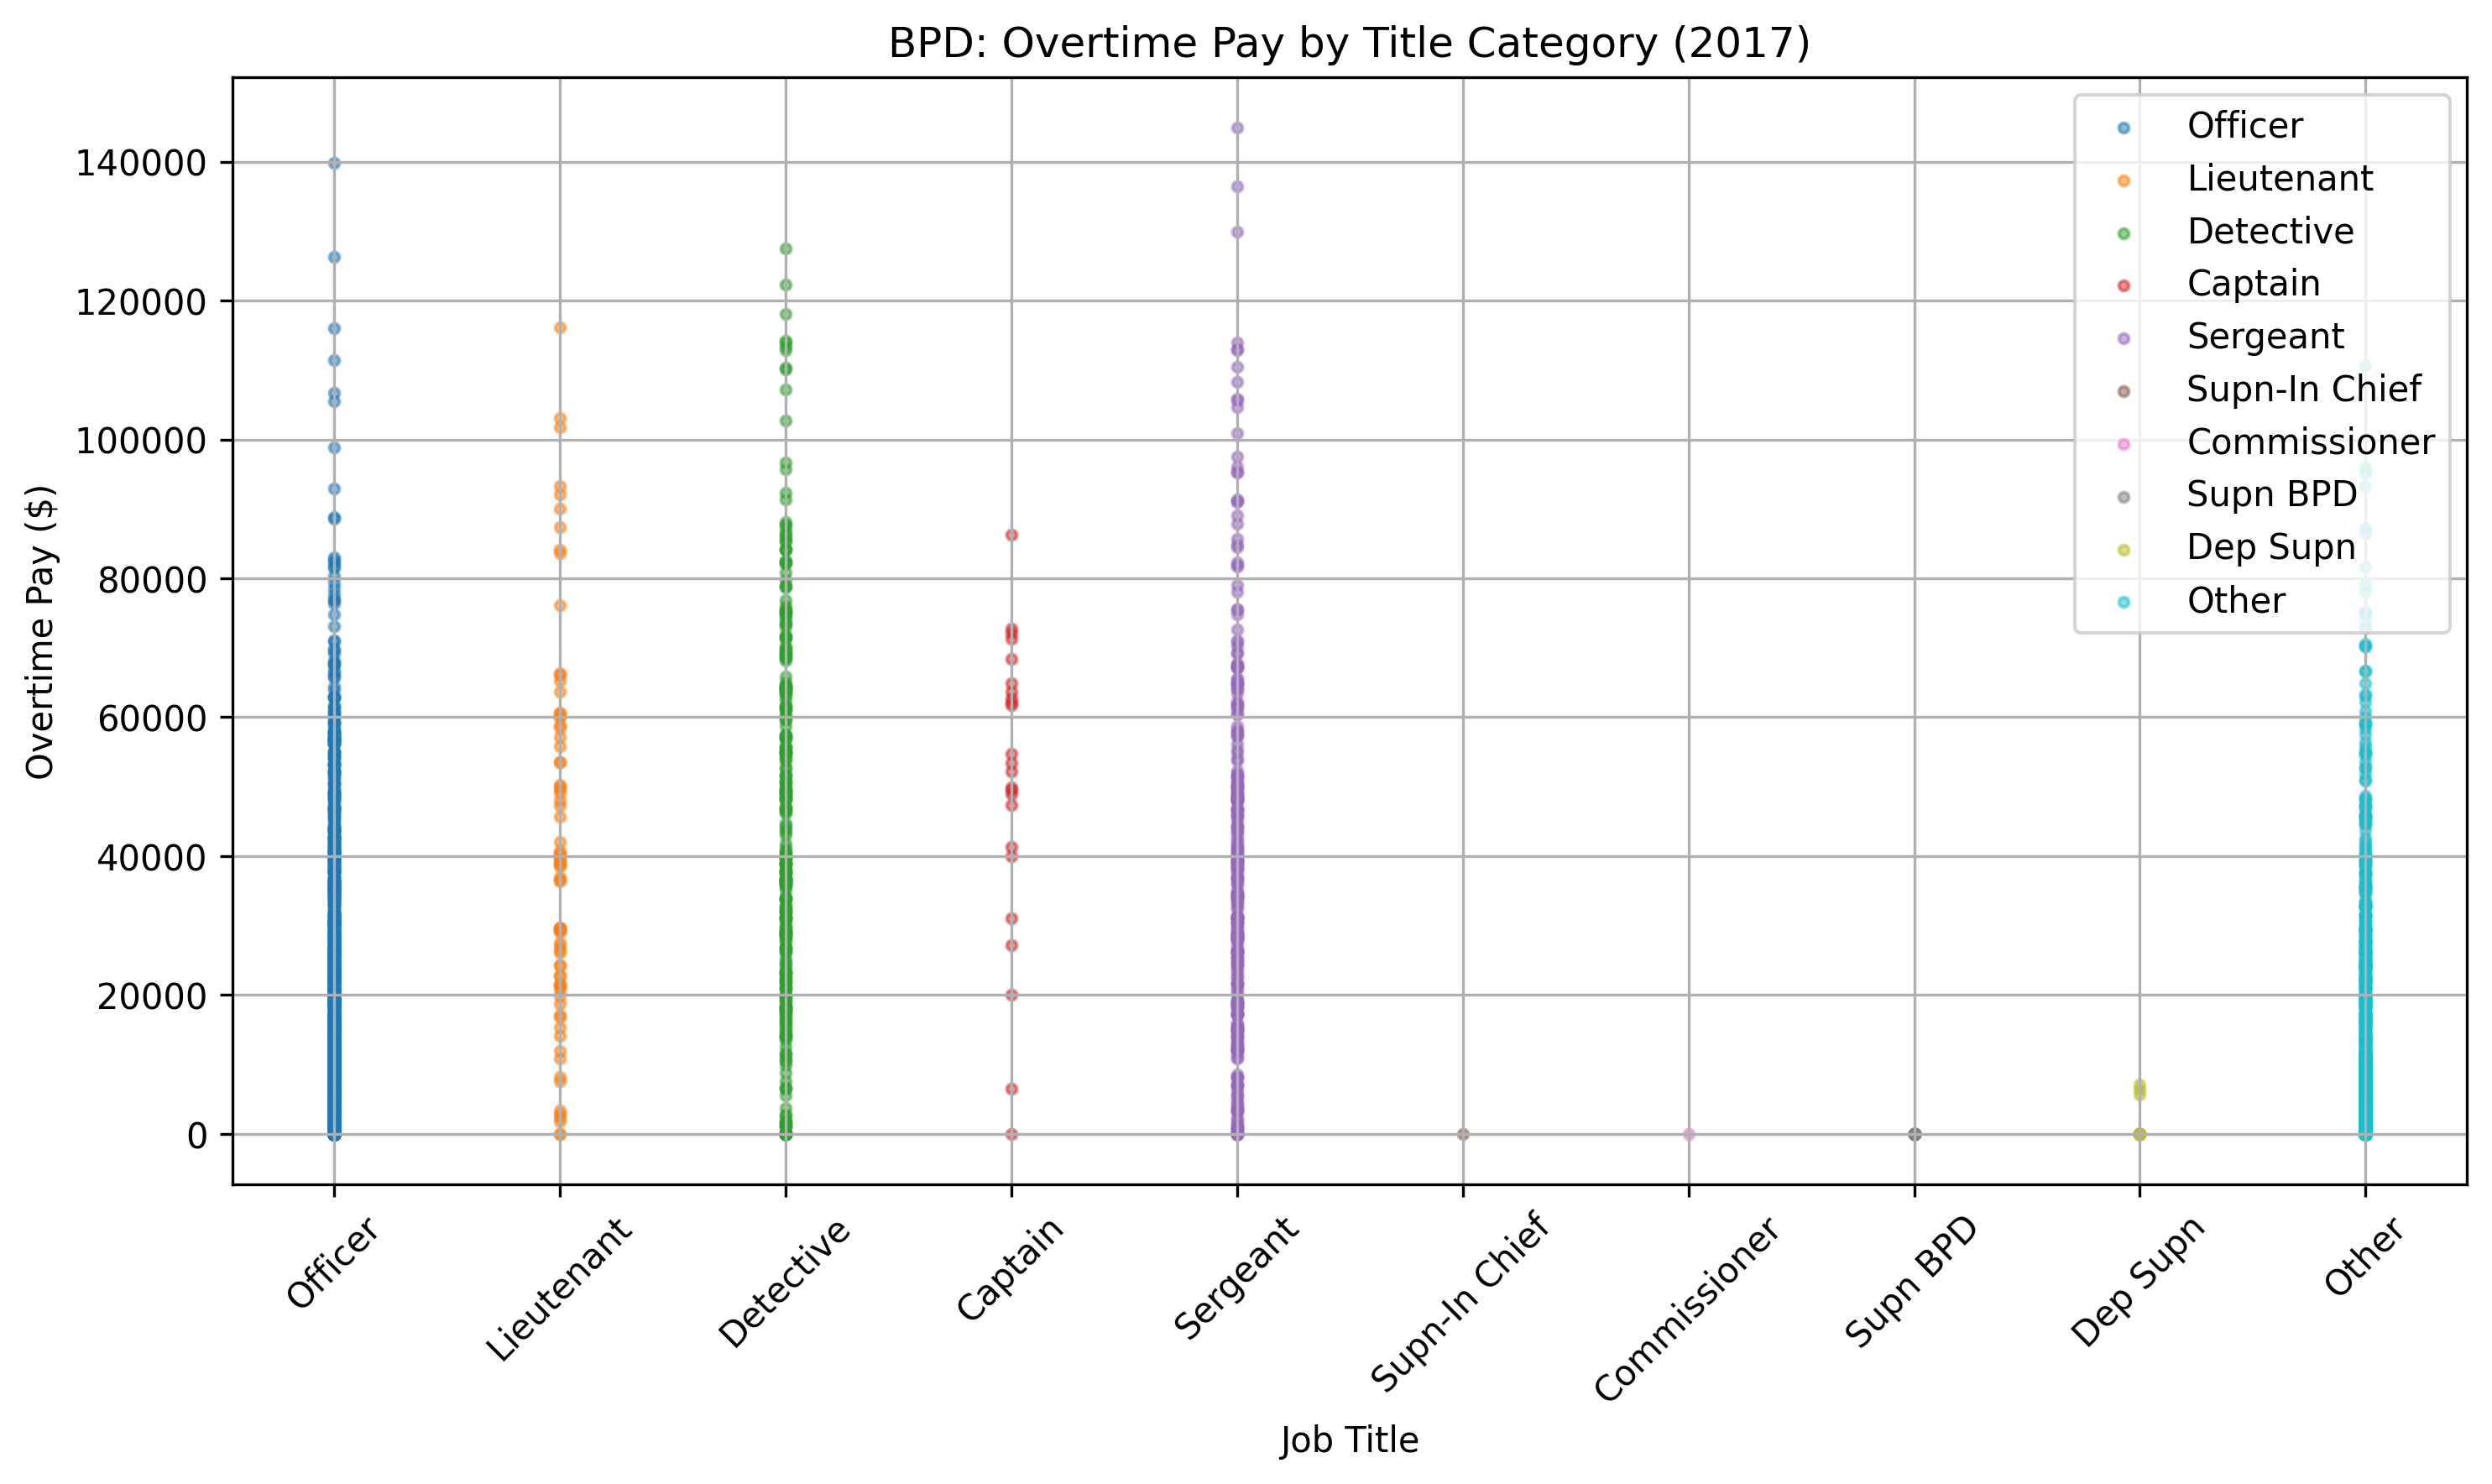 BPD: Overtime Pay by Title Category (2017)
Overtime Pay ($)
140000
120000
100000
80000
60000
40000
20000
0
Officer
Lieutenant
Detective
Captain
Sergeant
Supn-In Chief
Commissioner
Supn BPD
Dep Supn
Other
Officer
Lieutenant
Detective
Captain
Sergeant
Supn-In Chief
Commissioner
Supn BPD
Dep Supn
Other
Job Title